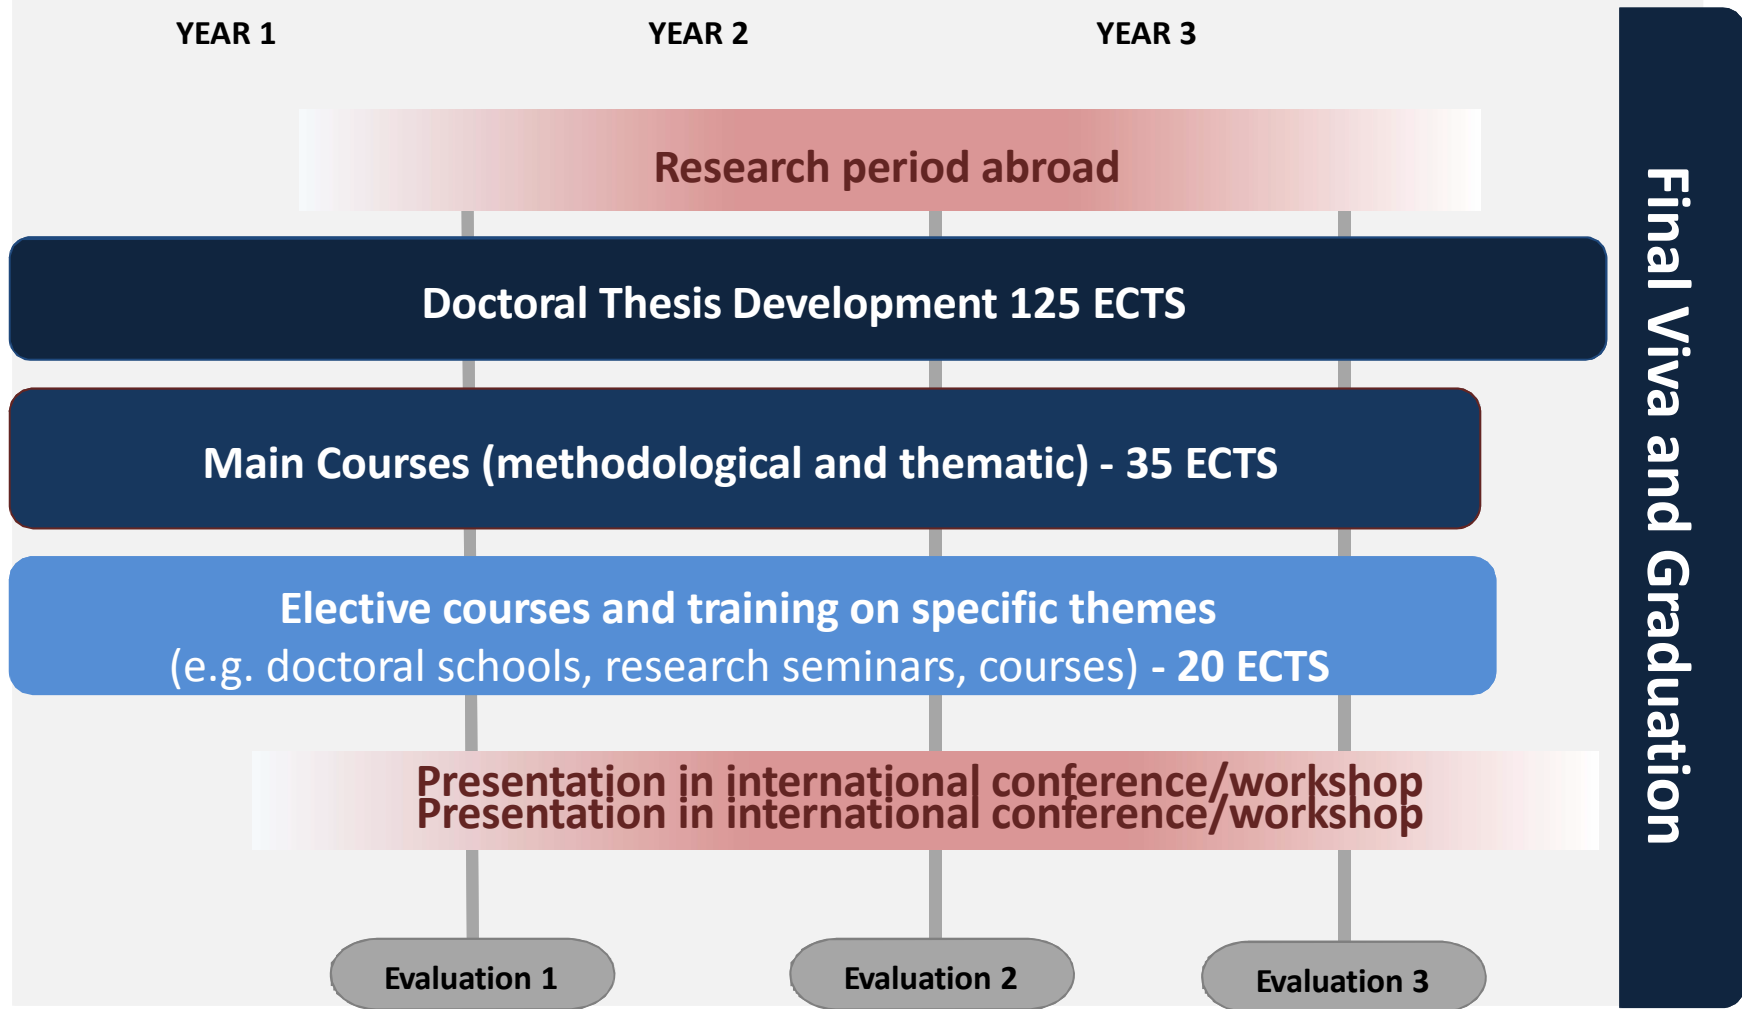 YEAR 1 YEAR 2 YEAR 3
Research period abroad
Doctoral Thesis Development 125 ECTS
Main Courses (methodological and thematic) - 35 ECTS
Elective courses and training on specific themes
(e.g. doctoral schools, research seminars, courses) - 20 ECTS
Presentation in international conference/workshop
Presentation in international conference/workshop
Evaluation 1 Evaluation 2 Evaluation 3
Final Viva and Graduation